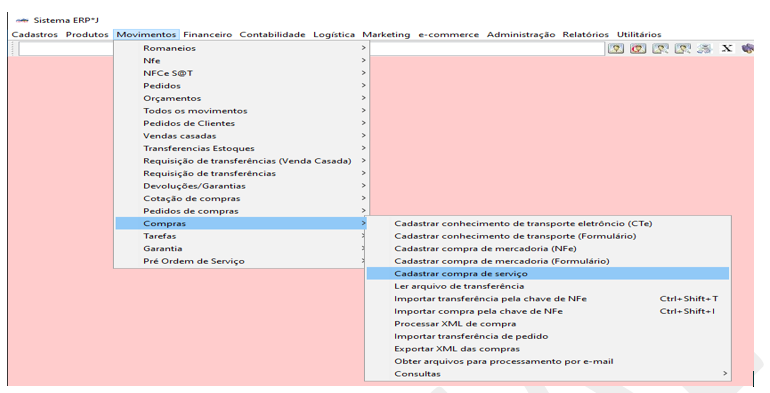 Sistema ERP*J
Cadastros Produtos Movimentos Financeiro Contabilidade Logística Marketing e-commerce Administração Relatórios Utilitários
Romaneios
Nfe
NFCe S@T
Pedidos
Orçamentos
Todos os movimentos
Pedidos de Clientes
Vendas casadas
Transferencias Estoques
Requisição de transferências (Venda Casada)
Requisição de transferências
Devoluções/Garantias
Cotação de compras
Pedidos de compras
Compras
Tarefas
Garantia
Pré Ordem de Serviço
Cadastrar conhecimento de transporte eletrôncio (CTe)
Cadastrar conhecimento de transporte (Formulário)
Cadastrar compra de mercadoria (NFe)
Cadastrar compra de mercadoria (Formulário)
Cadastrar compra de serviço
Ler arquivo de transferência
Importar transferência pela chave de NFe Ctrl+Shift+T
Importar compra pela chave de NFe Ctrl+Shift+I
Processar XML de compra
Importar transferência de pedido
Exportar XML das compras
Obter arquivos para processamento por e-mail
Consultas